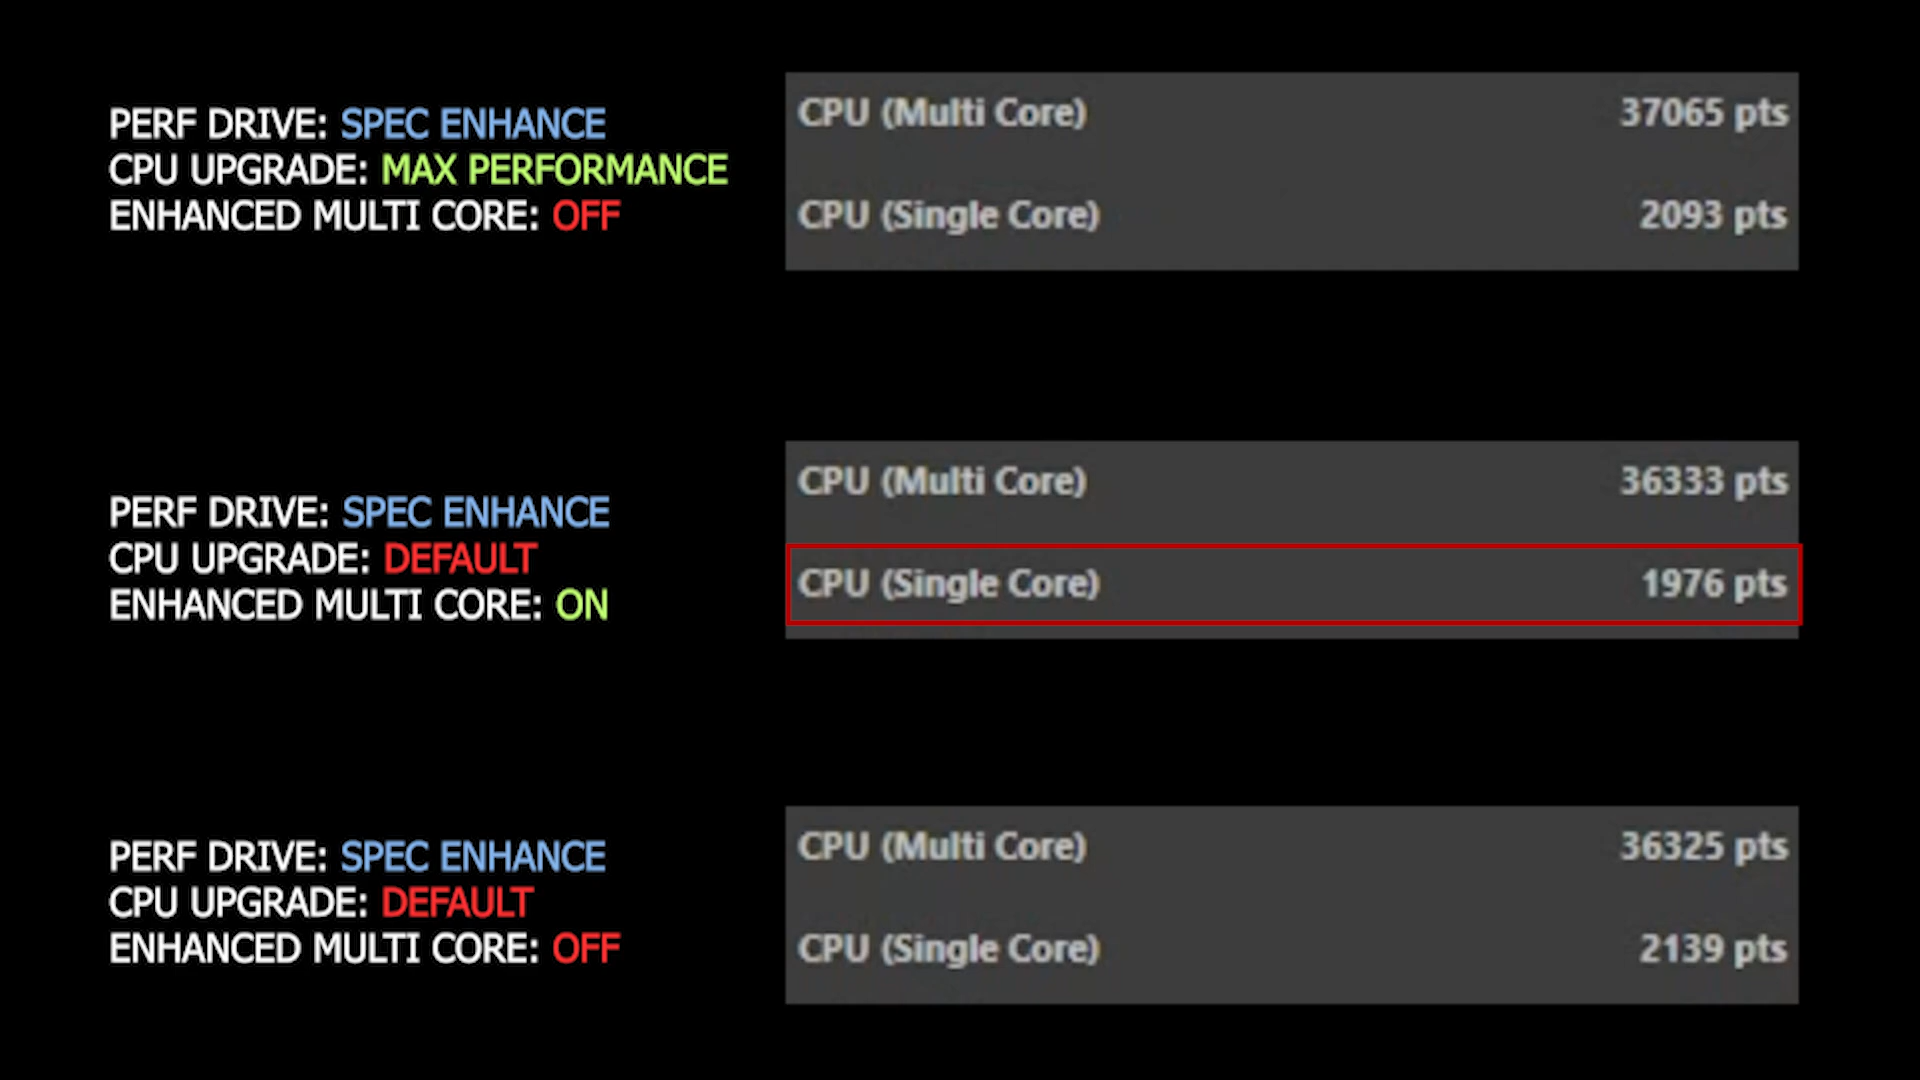 PERF DRIVE: SPEC ENHANCE
CPU UPGRADE: MAX PERFORMANCE
ENHANCED MULTI CORE: OFF
CPU (Multi Core) 37065 pts
CPU (Single Core) 2093 pts
PERF DRIVE: SPEC ENHANCE
CPU UPGRADE: DEFAULT
ENHANCED MULTI CORE: ON
CPU (Multi Core) 36333 pts
CPU (Single Core) 1976 pts
PERF DRIVE: SPEC ENHANCE
CPU UPGRADE: DEFAULT
ENHANCED MULTI CORE: OFF
CPU (Multi Core) 36325 pts
CPU (Single Core) 2139 pts